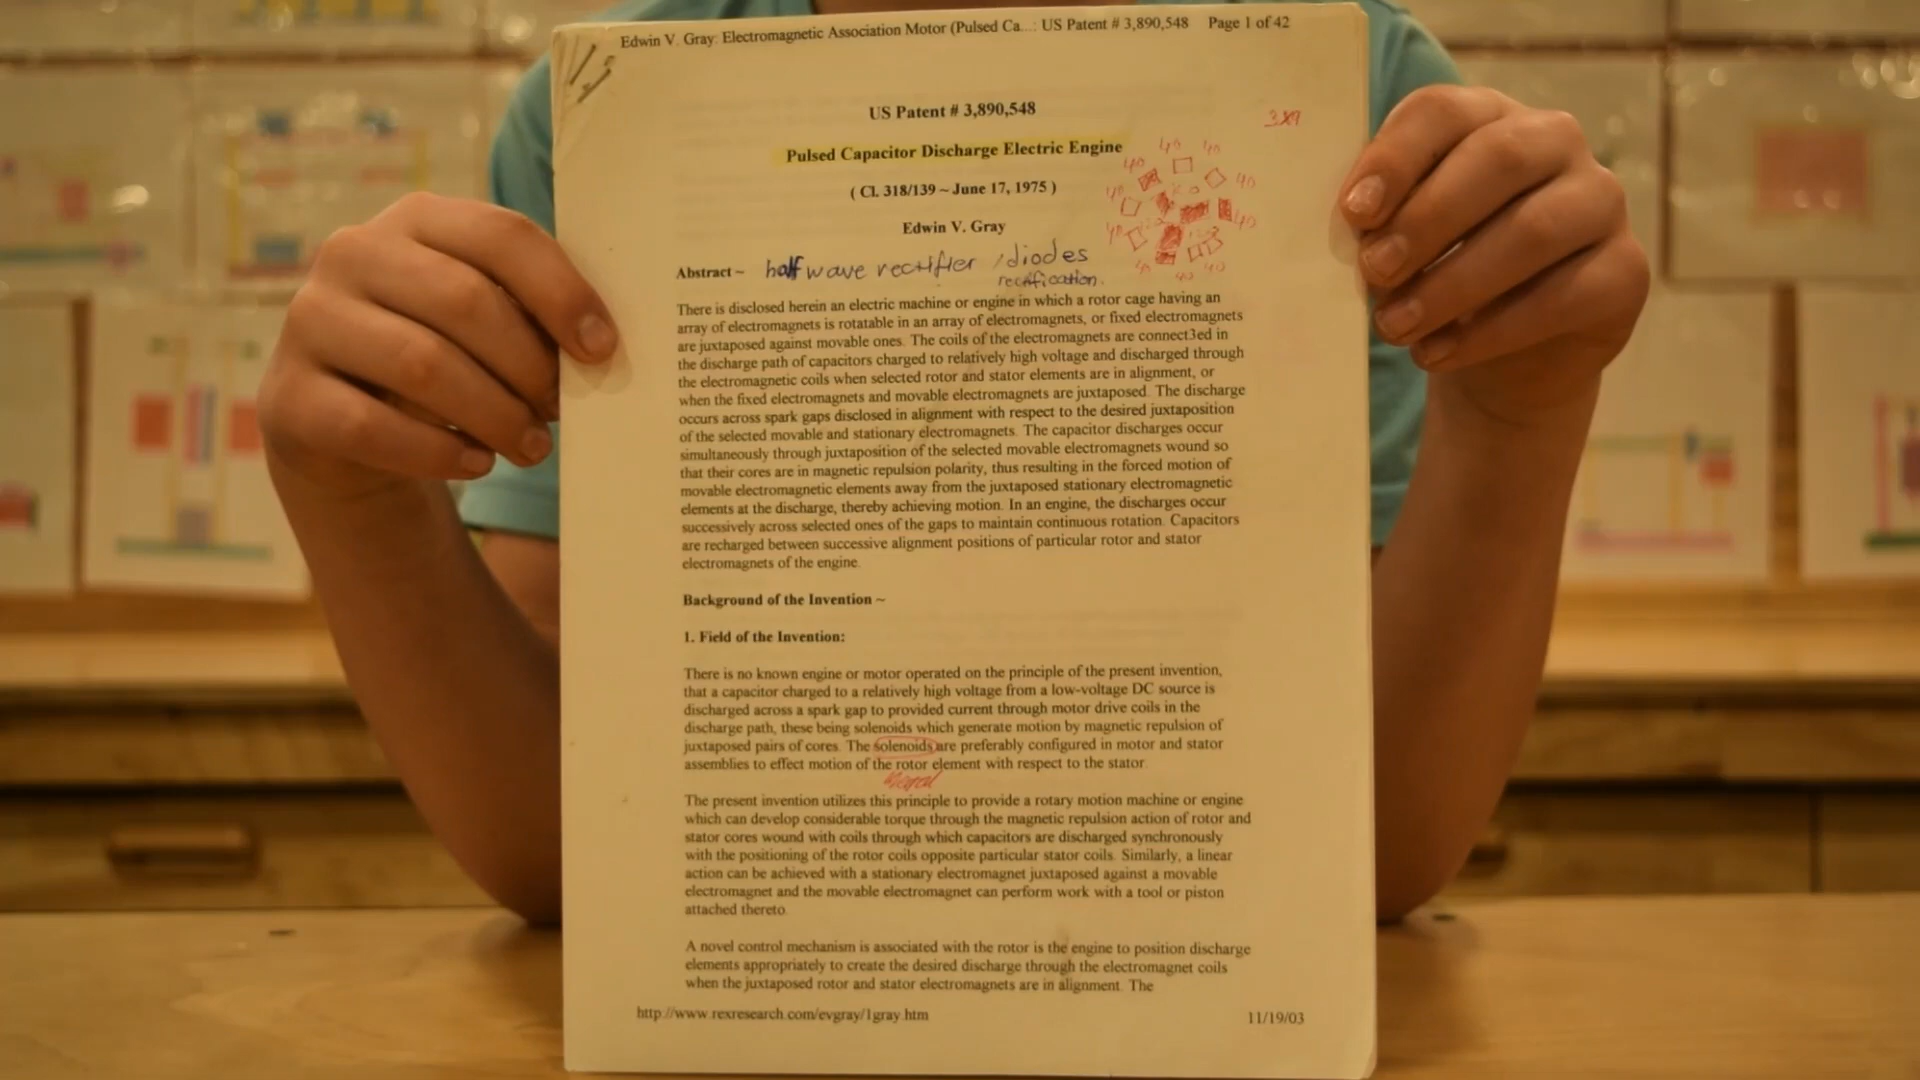 Edwin V. Gray: Electromagnetic Association Motor (Pulsed Ca...: US Patent # 3,890,548 Page 1 of 42
US Patent # 3,890,548
Pulsed Capacitor Discharge Electric Engine
( Cl. 318/139 ~ June 17, 1975 )
Edwin V. Gray
40 40 40 40 40 40 40 40 40 40
Abstract ~ half wave rectifier / diodes
rectification.
There is disclosed herein an electric machine or engine in which a rotor cage having an
array of electromagnets is rotatable in an array of electromagnets, or fixed electromagnets
are juxtaposed against movable ones. The coils of the electromagnets are connect3ed in
the discharge path of capacitors charged to relatively high voltage and discharged through
the electromagnetic coils when selected rotor and stator elements are in alignment, or
when the fixed electromagnets and movable electromagnets are juxtaposed. The discharge
occurs across spark gaps disclosed in alignment with respect to the desired juxtaposition
of the selected movable and stationary electromagnets. The capacitor discharges occur
simultaneously through juxtaposition of the selected movable electromagnets wound so
that their cores are in magnetic repulsion polarity, thus resulting in the forced motion of
movable electromagnetic elements away from the juxtaposed stationary electromagnetic
elements at the discharge, thereby achieving motion. In an engine, the discharges occur
successively across selected ones of the gaps to maintain continuous rotation. Capacitors
are recharged between successive alignment positions of particular rotor and stator
electromagnets of the engine.
Background of the Invention ~
1. Field of the Invention:
There is no known engine or motor operated on the principle of the present invention,
that a capacitor charged to a relatively high voltage from a low-voltage DC source is
discharged across a spark gap to provided current through motor drive coils in the
discharge path, these being solenoids which generate motion by magnetic repulsion of
juxtaposed pairs of cores. The solenoids are preferably configured in motor and stator
assemblies to effect motion of the rotor element with respect to the stator.
The present invention utilizes this principle to provide a rotary motion machine or engine
which can develop considerable torque through the magnetic repulsion action of rotor and
stator cores wound with coils through which capacitors are discharged synchronously
with the positioning of the rotor coils opposite particular stator coils. Similarly, a linear
action can be achieved with a stationary electromagnet juxtaposed against a movable
electromagnet and the movable electromagnet can perform work with a tool or piston
attached thereto.
A novel control mechanism is associated with the rotor is the engine to position discharge
elements appropriately to create the desired discharge through the electromagnet coils
when the juxtaposed rotor and stator electromagnets are in alignment. The
http://www.rexresearch.com/evgray/1gray.htm 11/19/03